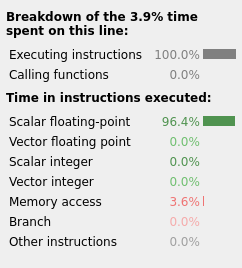 Breakdown of the 3.9% time
spent on this line:
Executing instructions 100.0%
Calling functions 0.0%
Time in instructions executed:
Scalar floating-point 96.4%
Vector floating point 0.0%
Scalar integer 0.0%
Vector integer 0.0%
Memory access 3.6%
Branch 0.0%
Other instructions 0.0%